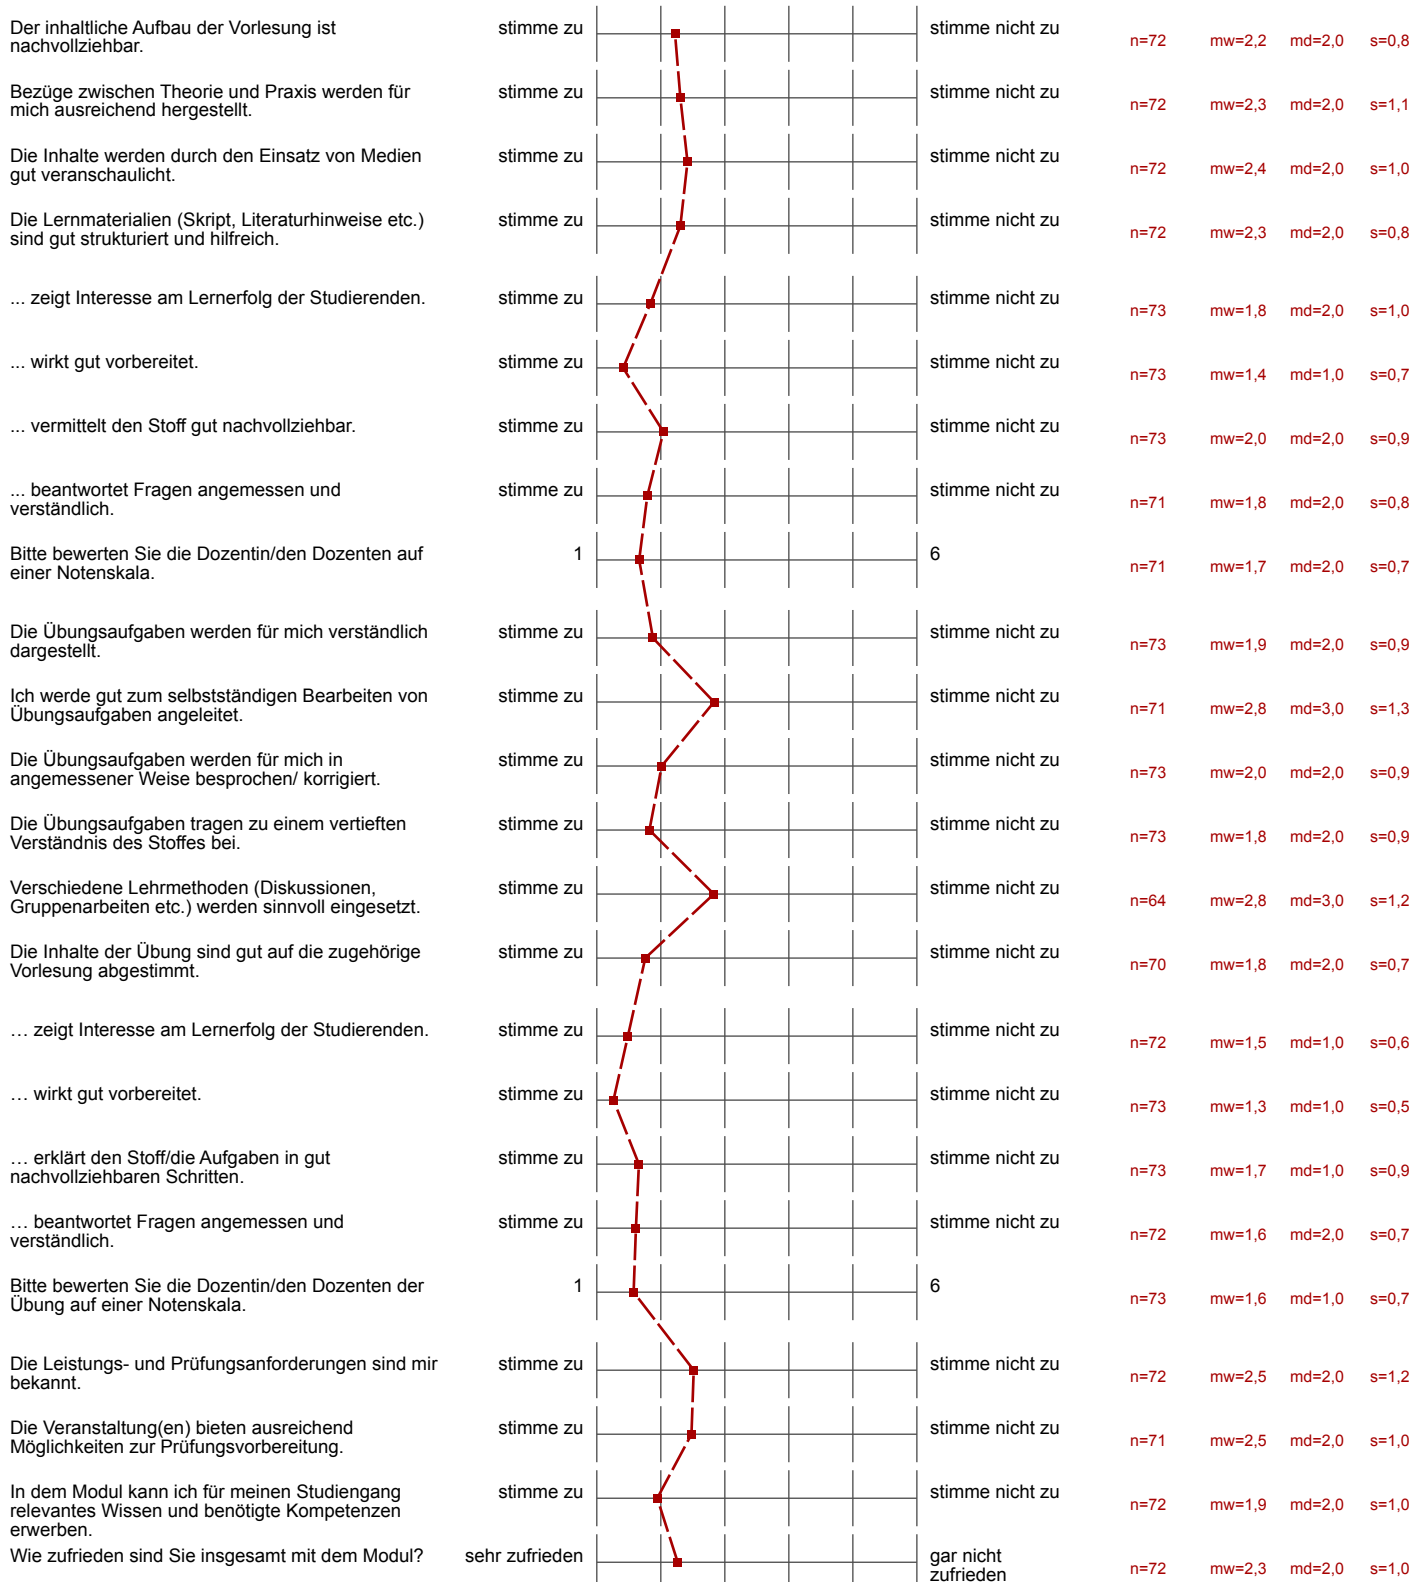 Der inhaltliche Aufbau der Vorlesung ist
nachvollziehbar.
stimme zu
stimme nicht zu
n=72 mw=2,2 md=2,0 s=0,8
Bezüge zwischen Theorie und Praxis werden für
mich ausreichend hergestellt.
stimme zu
stimme nicht zu
n=72 mw=2,3 md=2,0 s=1,1
Die Inhalte werden durch den Einsatz von Medien
gut veranschaulicht.
stimme zu
stimme nicht zu
n=72 mw=2,4 md=2,0 s=1,0
Die Lernmaterialien (Skript, Literaturhinweise etc.)
sind gut strukturiert und hilfreich.
stimme zu
stimme nicht zu
n=72 mw=2,3 md=2,0 s=0,8
... zeigt Interesse am Lernerfolg der Studierenden.
stimme zu
stimme nicht zu
n=73 mw=1,8 md=2,0 s=1,0
... wirkt gut vorbereitet.
stimme zu
stimme nicht zu
n=73 mw=1,4 md=1,0 s=0,7
... vermittelt den Stoff gut nachvollziehbar.
stimme zu
stimme nicht zu
n=73 mw=2,0 md=2,0 s=0,9
... beantwortet Fragen angemessen und
verständlich.
stimme zu
stimme nicht zu
n=71 mw=1,8 md=2,0 s=0,8
Bitte bewerten Sie die Dozentin/den Dozenten auf
einer Notenskala.
1
6
n=71 mw=1,7 md=2,0 s=0,7
Die Übungsaufgaben werden für mich verständlich
dargestellt.
stimme zu
stimme nicht zu
n=73 mw=1,9 md=2,0 s=0,9
Ich werde gut zum selbstständigen Bearbeiten von
Übungsaufgaben angeleitet.
stimme zu
stimme nicht zu
n=71 mw=2,8 md=3,0 s=1,3
Die Übungsaufgaben werden für mich in
angemessener Weise besprochen/ korrigiert.
stimme zu
stimme nicht zu
n=73 mw=2,0 md=2,0 s=0,9
Die Übungsaufgaben tragen zu einem vertieften
Verständnis des Stoffes bei.
stimme zu
stimme nicht zu
n=73 mw=1,8 md=2,0 s=0,9
Verschiedene Lehrmethoden (Diskussionen,
Gruppenarbeiten etc.) werden sinnvoll eingesetzt.
stimme zu
stimme nicht zu
n=64 mw=2,8 md=3,0 s=1,2
Die Inhalte der Übung sind gut auf die zugehörige
Vorlesung abgestimmt.
stimme zu
stimme nicht zu
n=70 mw=1,8 md=2,0 s=0,7
… zeigt Interesse am Lernerfolg der Studierenden.
stimme zu
stimme nicht zu
n=72 mw=1,5 md=1,0 s=0,6
… wirkt gut vorbereitet.
stimme zu
stimme nicht zu
n=73 mw=1,3 md=1,0 s=0,5
… erklärt den Stoff/die Aufgaben in gut
nachvollziehbaren Schritten.
stimme zu
stimme nicht zu
n=73 mw=1,7 md=1,0 s=0,9
… beantwortet Fragen angemessen und
verständlich.
stimme zu
stimme nicht zu
n=72 mw=1,6 md=2,0 s=0,7
Bitte bewerten Sie die Dozentin/den Dozenten der
Übung auf einer Notenskala.
1
6
n=73 mw=1,6 md=1,0 s=0,7
Die Leistungs- und Prüfungsanforderungen sind mir
bekannt.
stimme zu
stimme nicht zu
n=72 mw=2,5 md=2,0 s=1,2
Die Veranstaltung(en) bieten ausreichend
Möglichkeiten zur Prüfungsvorbereitung.
stimme zu
stimme nicht zu
n=71 mw=2,5 md=2,0 s=1,0
In dem Modul kann ich für meinen Studiengang
relevantes Wissen und benötigte Kompetenzen
erwerben.
stimme zu
stimme nicht zu
n=72 mw=1,9 md=2,0 s=1,0
Wie zufrieden sind Sie insgesamt mit dem Modul?
sehr zufrieden
gar nicht
zufrieden
n=72 mw=2,3 md=2,0 s=1,0